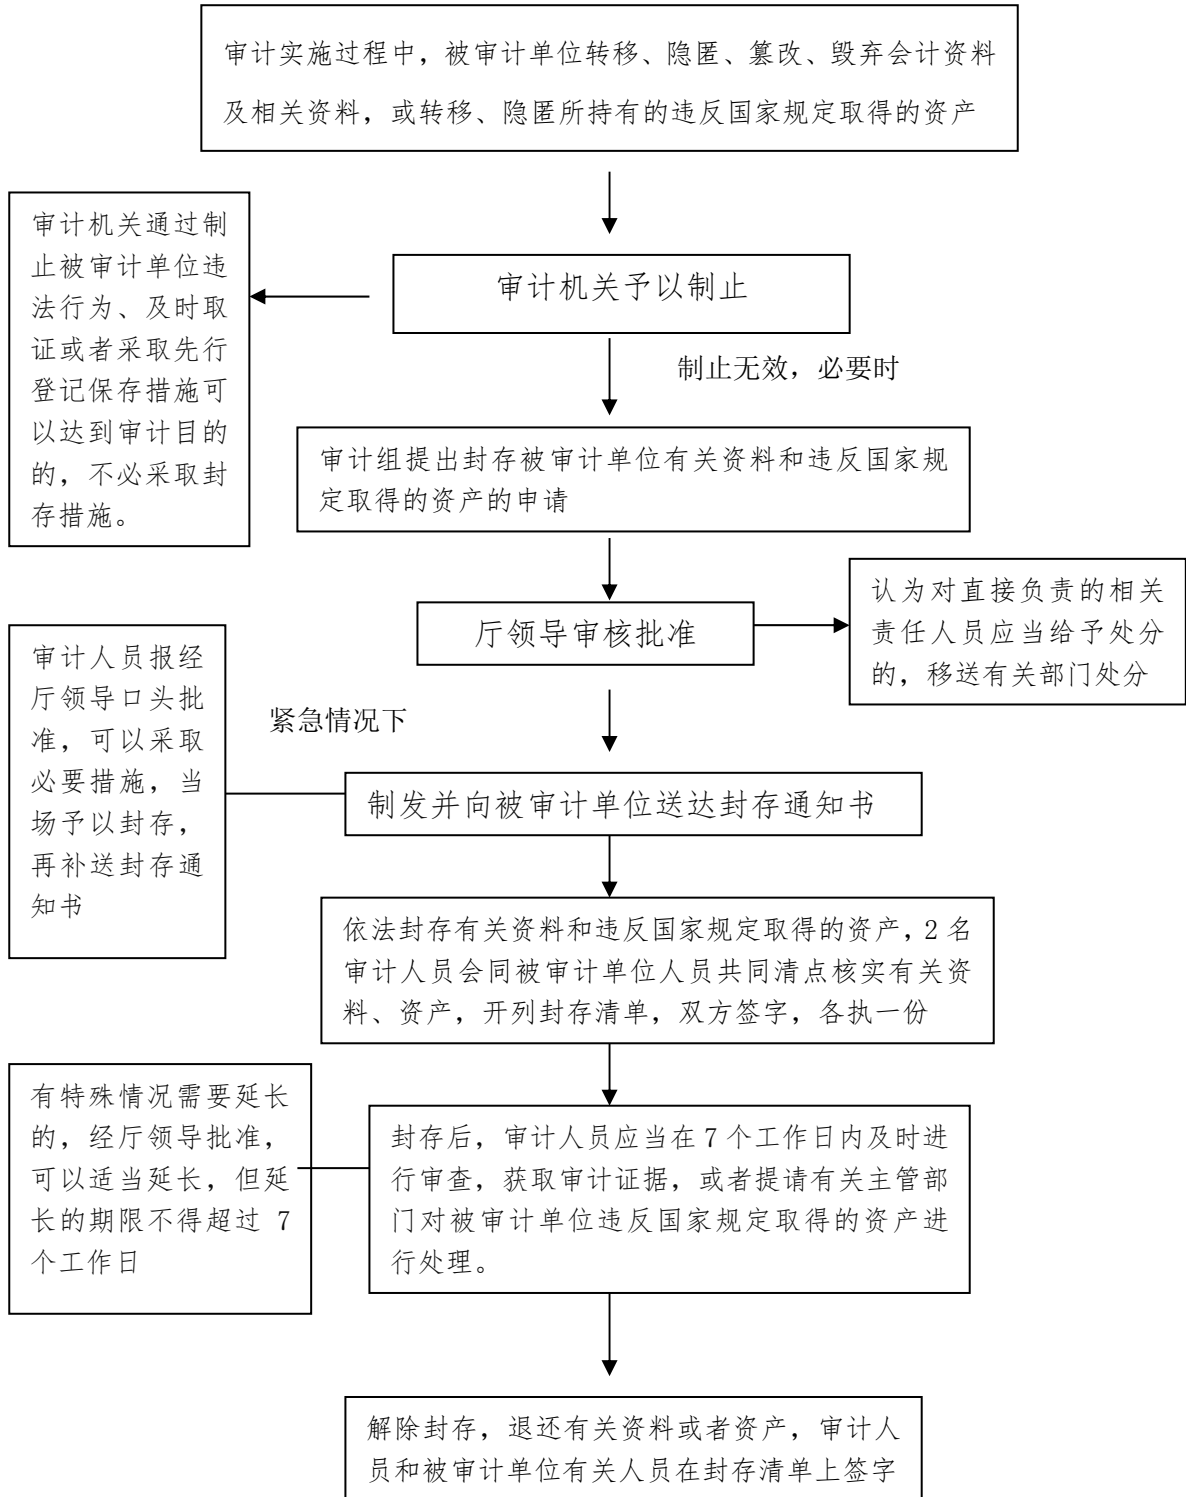 审计实施过程中，被审计单位转移、隐匿、篡改、毁弃会计资料
及相关资料，或转移、隐匿所持有的违反国家规定取得的资产
审计机关通过制
止被审计单位违
法行为、及时取
证或者采取先行
登记保存措施可
以达到审计目的
的，不必采取封
存措施。
审计机关予以制止
制止无效，必要时
审计组提出封存被审计单位有关资料和违反国家规
定取得的资产的申请
厅领导审核批准
认为对直接负责的相关
责任人员应当给予处分
的，移送有关部门处分
审计人员报经
厅领导口头批
准，可以采取
必要措施，当
场予以封存，
再补送封存通
知书
紧急情况下
制发并向被审计单位送达封存通知书
依法封存有关资料和违反国家规定取得的资产，2 名
审计人员会同被审计单位人员共同清点核实有关资
料、资产，开列封存清单，双方签字，各执一份
有特殊情况需要延长
的，经厅领导批准，
可以适当延长，但延
长的期限不得超过 7
个工作日
封存后，审计人员应当在 7 个工作日内及时进
行审查，获取审计证据，或者提请有关主管部
门对被审计单位违反国家规定取得的资产进
行处理。
解除封存，退还有关资料或者资产，审计人
员和被审计单位有关人员在封存清单上签字